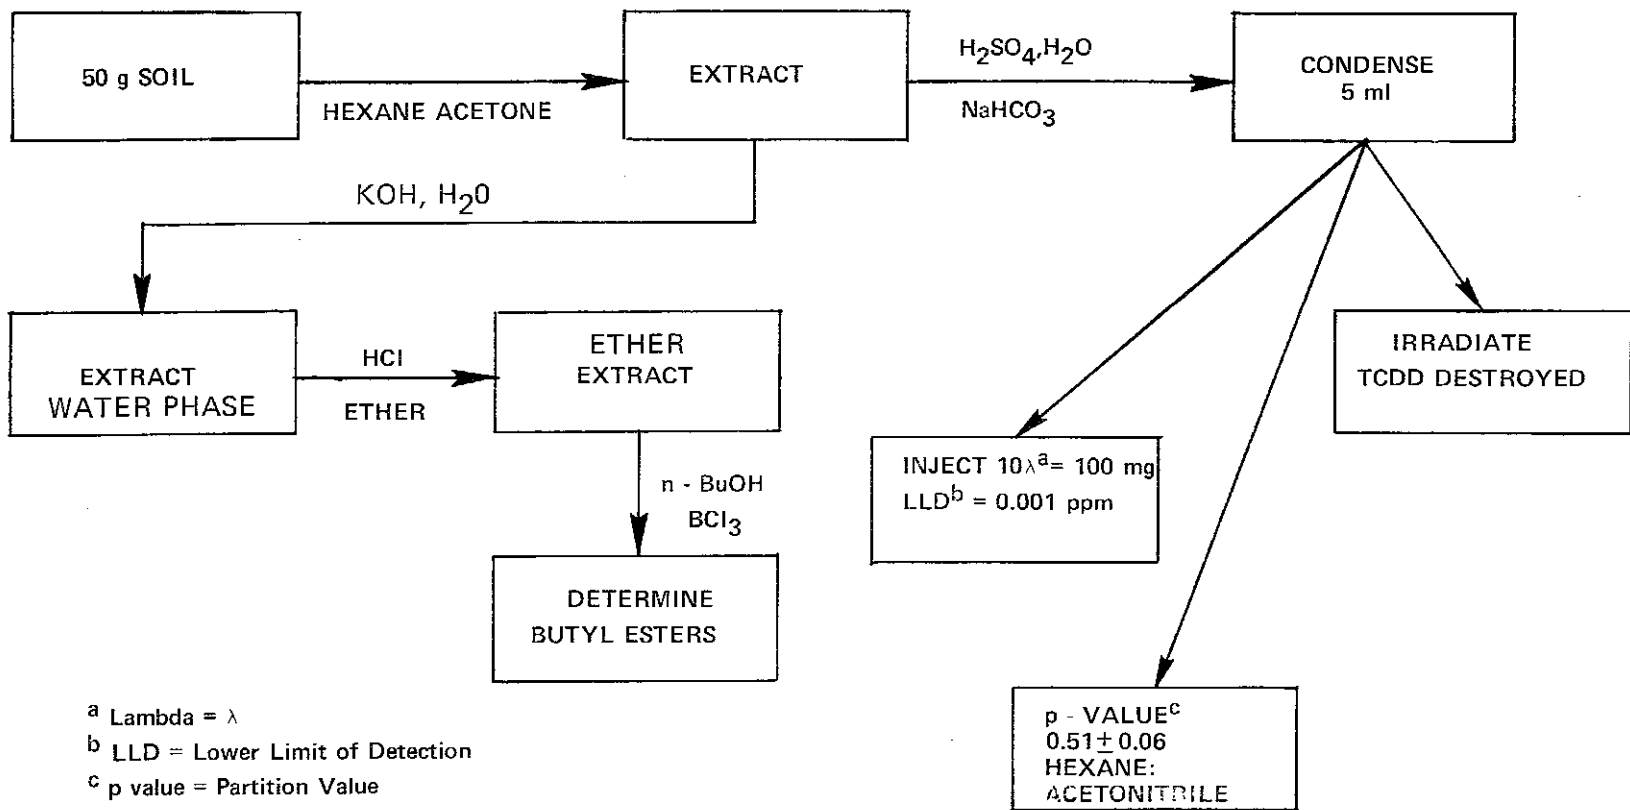 50 g SOIL
HEXANE ACETONE
EXTRACT
H2SO4,H2O
NaHCO3
CONDENSE
5 ml
KOH, H2O
EXTRACT
WATER PHASE
HCl
ETHER
ETHER
EXTRACT
n - BuOH
BCl3
DETERMINE
BUTYL ESTERS
INJECT 10λa = 100 mg
LLDb = 0.001 ppm
IRRADIATE
TCDD DESTROYED
p - VALUEc
0.51 ± 0.06
HEXANE:
ACETONITRILE
a Lambda = λ
b LLD = Lower Limit of Detection
c p value = Partition Value